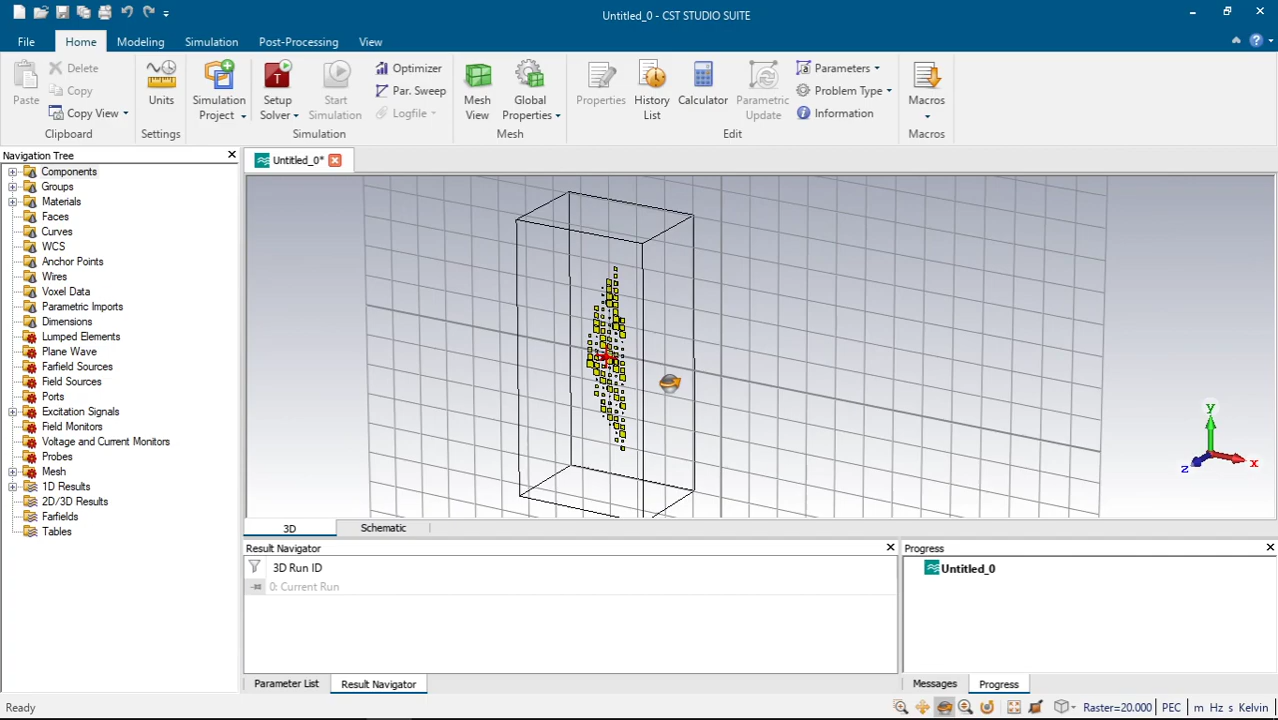 Untitled_0 - CST STUDIO SUITE
File
Home
Modeling
Simulation
Post-Processing
View
Paste
Delete
Copy
Copy View
Clipboard
Units
Settings
Simulation
Project
Setup
Solver
Start
Simulation
Optimizer
Par. Sweep
Logfile
Simulation
Mesh
View
Global
Properties
Mesh
Properties
History
List
Calculator
Parametric
Update
Parameters
Problem Type
Information
Edit
Macros
Macros
Navigation Tree
Components
Groups
Materials
Faces
Curves
WCS
Anchor Points
Wires
Voxel Data
Parametric Imports
Dimensions
Lumped Elements
Plane Wave
Farfield Sources
Field Sources
Ports
Excitation Signals
Field Monitors
Voltage and Current Monitors
Probes
Mesh
1D Results
2D/3D Results
Farfields
Tables
Untitled_0*
y
x
z
3D
Schematic
Result Navigator
3D Run ID
0: Current Run
Parameter List
Result Navigator
Progress
Untitled_0
Messages
Progress
Ready
Raster=20.000
PEC
m Hz s Kelvin